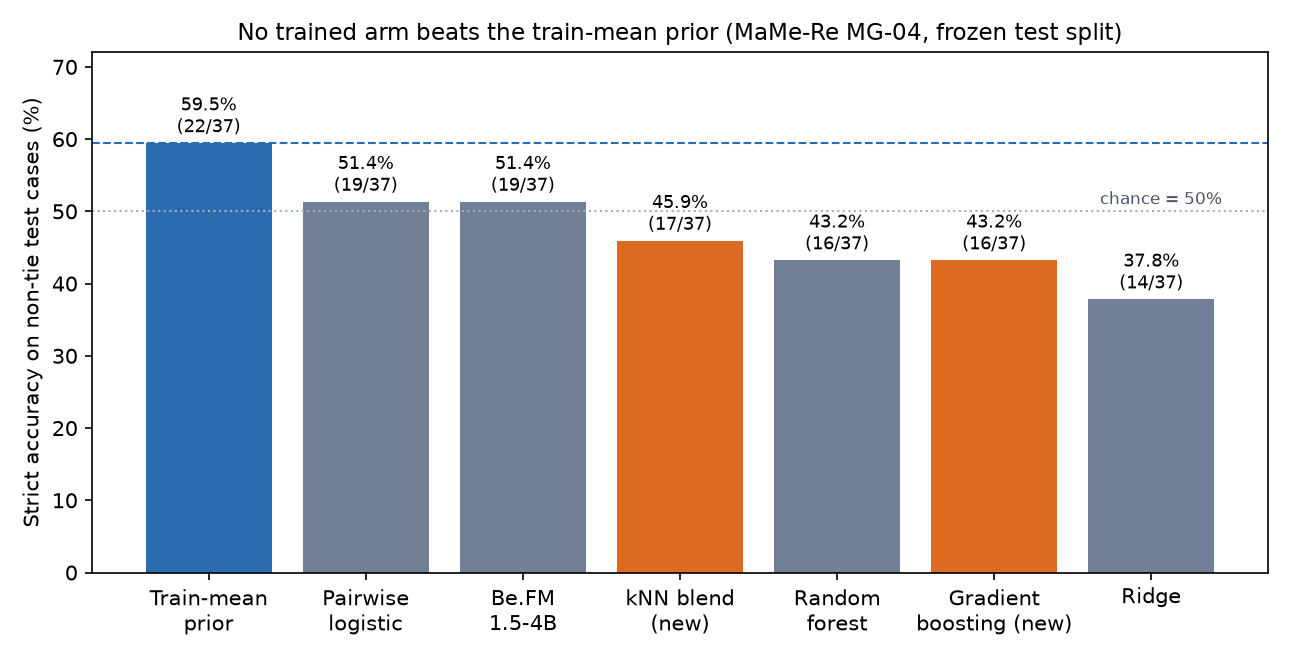 No trained arm beats the train-mean prior (MaMe-Re MG-04, frozen test split)
Strict accuracy on non-tie test cases (%)
70
60
50
40
30
20
10
0
59.5%
(22/37)
51.4%
(19/37)
51.4%
(19/37)
45.9%
(17/37)
43.2%
(16/37)
43.2%
(16/37)
37.8%
(14/37)
chance = 50%
Train-mean
prior
Pairwise
logistic
Be.FM
1.5-4B
kNN blend
(new)
Random
forest
Gradient
boosting (new)
Ridge